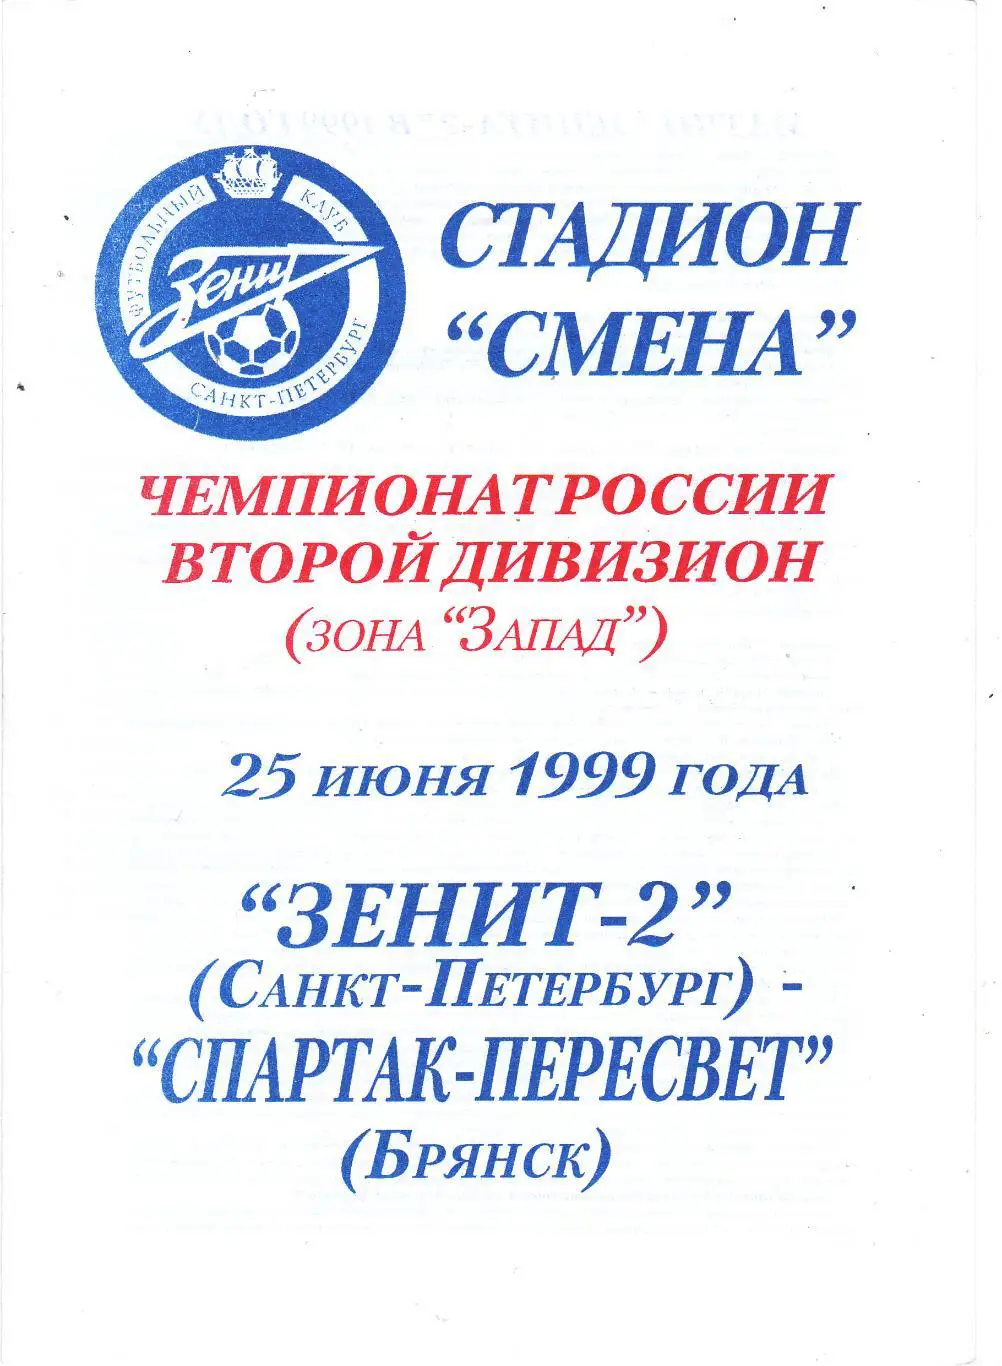 ФУТБОЛЬНЫЙ КЛУБ
Зенит
САНКТ-ПЕТЕРБУРГ
СТАДИОН
“СМЕНА”
ЧЕМПИОНАТ РОССИИ
ВТОРОЙ ДИВИЗИОН
(ЗОНА “ЗАПАД”)
25 ИЮНЯ 1999 ГОДА
“ЗЕНИТ-2”
(САНКТ-ПЕТЕРБУРГ) -
“СПАРТАК-ПЕРЕСВЕТ”
(БРЯНСК)